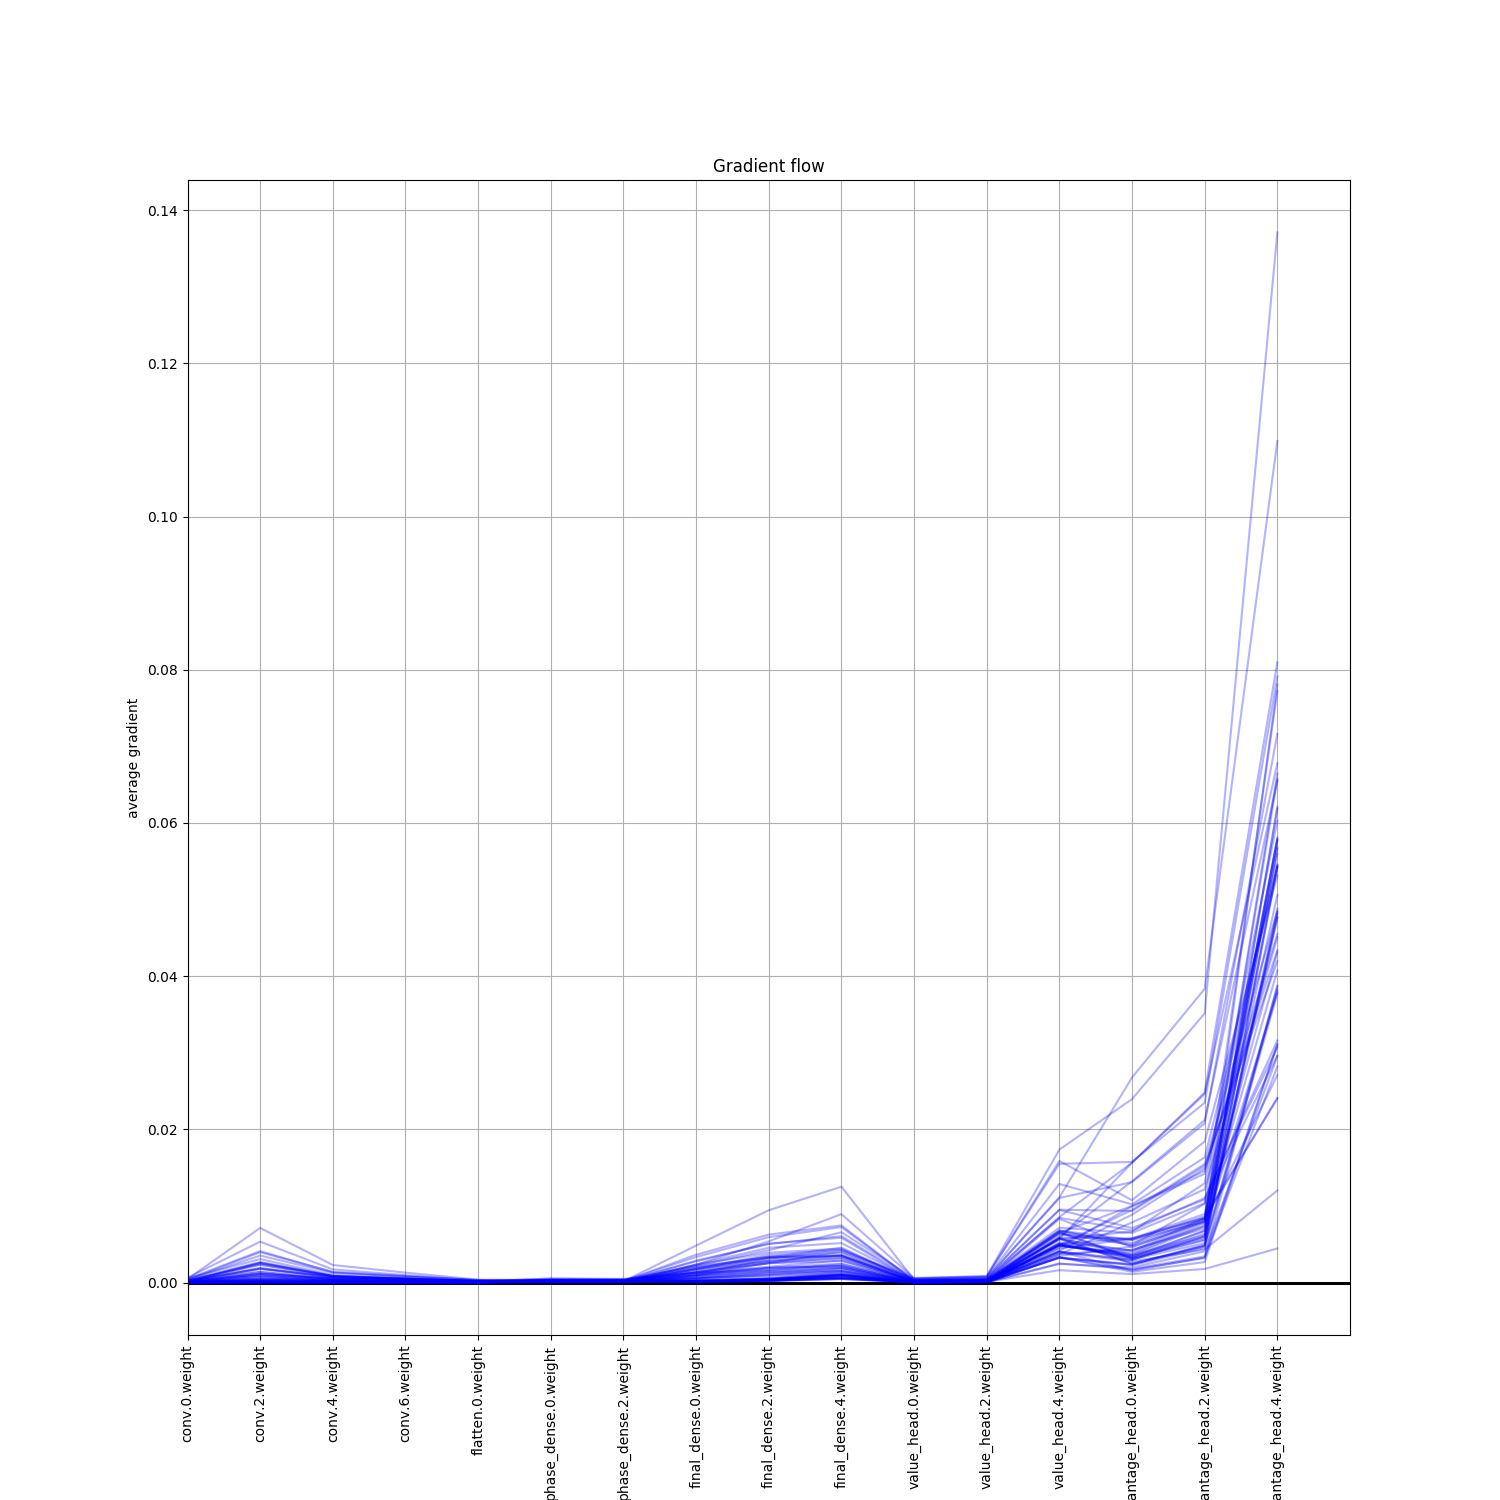 Gradient flow
0.14
0.12
0.10
0.08
0.06
0.04
0.02
0.00
average gradient
conv.0.weight
conv.2.weight
conv.4.weight
conv.6.weight
flatten.0.weight
phase_dense.0.weight
phase_dense.2.weight
final_dense.0.weight
final_dense.2.weight
final_dense.4.weight
value_head.0.weight
value_head.2.weight
value_head.4.weight
antage_head.0.weight
antage_head.2.weight
antage_head.4.weight